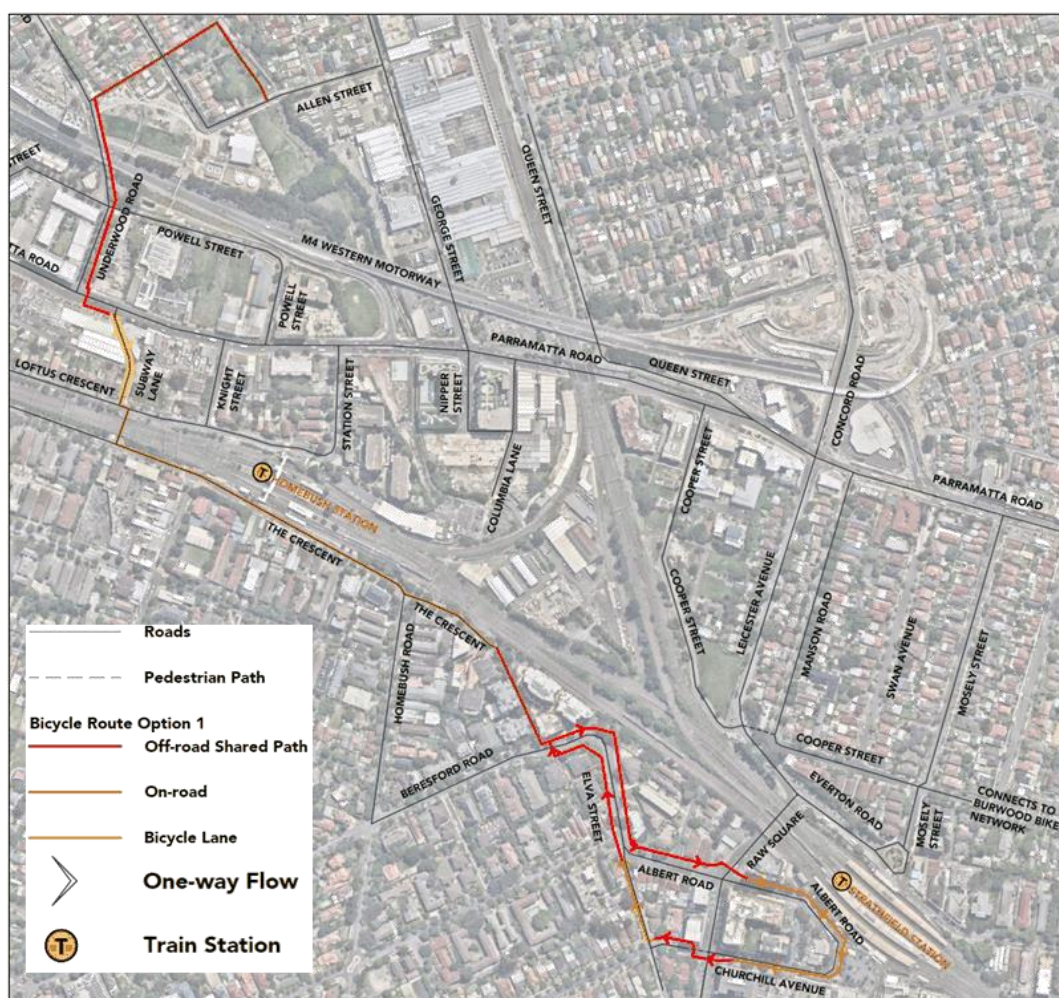 ALLEN STREET
STREET
UNDERWOOD ROAD
TTA ROAD
POWELL STREET
M4 WESTERN MOTORWAY
GEORGE STREET
QUEEN STREET
POWELL
STREET
PARRAMATTA ROAD
QUEEN STREET
CONCORD ROAD
LOFTUS CRESCENT
SUBWAY
LANE
KNIGHT
STREET
STATION STREET
NIPPER
STREET
COLUMBIA LANE
COOPER STREET
PARRAMATTA ROAD
T
HOMEBUSH STATION
THE CRESCENT
THE CRESCENT
HOMEBUSH ROAD
COOPER STREET
LEICESTER AVENUE
MANSON ROAD
SWAN AVENUE
MOSELY STREET
COOPER STREET
BERESFORD ROAD
ELVA STREET
EVERTON ROAD
MOSELY
STREET
CONNECTS TO
BURWOOD BIKE
NETWORK
RAW SQUARE
ALBERT ROAD
ALBERT ROAD
T
STRATHFIELD STATION
CHURCHILL AVENUE
Roads
Pedestrian Path
Bicycle Route Option 1
Off-road Shared Path
On-road
Bicycle Lane
One-way Flow
T
Train Station